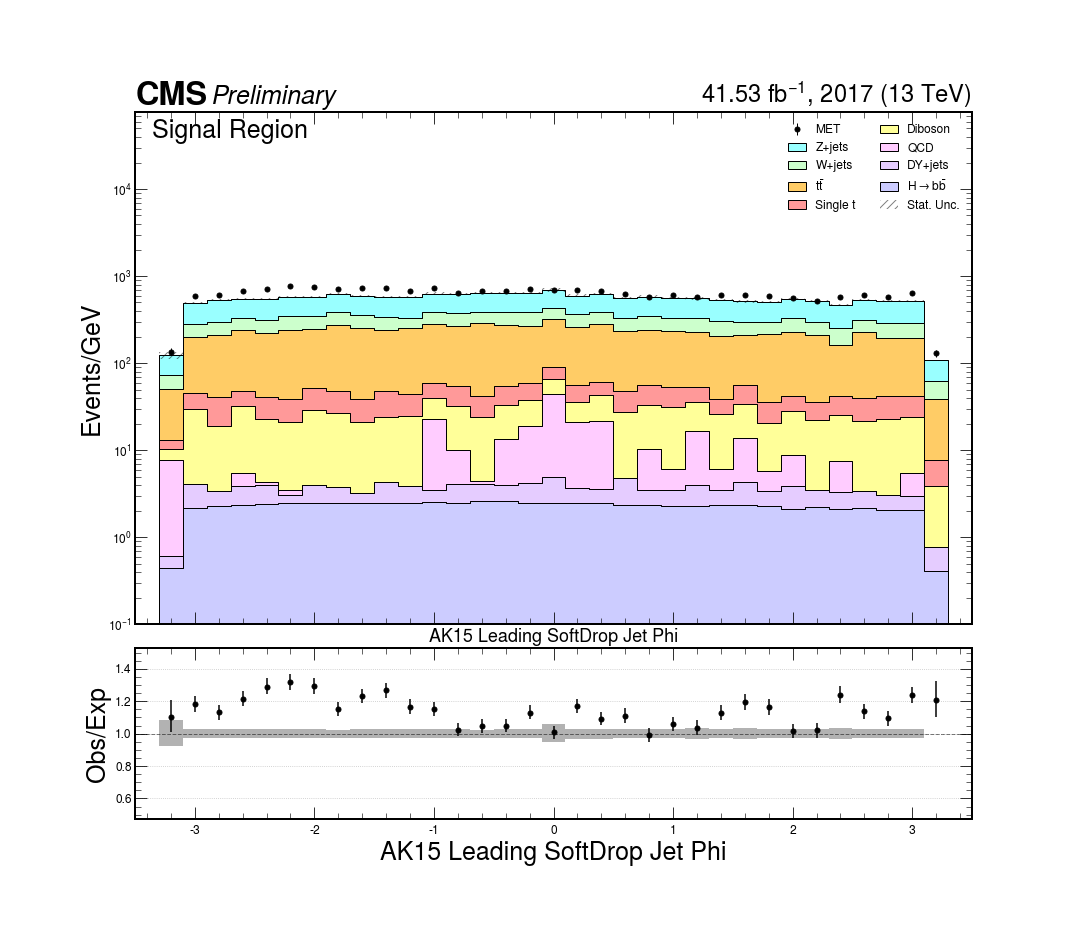 CMS Preliminary 41.53 fb⁻¹, 2017 (13 TeV)
Signal Region
MET
Z+jets
W+jets
tt̄
Single t
Diboson
QCD
DY+jets
H→bb̄
Stat. Unc.
Events/GeV
10⁴
10³
10²
10¹
10⁰
10⁻¹
AK15 Leading SoftDrop Jet Phi
Obs/Exp
1.4
1.2
1.0
0.8
0.6
-3 -2 -1 0 1 2 3
AK15 Leading SoftDrop Jet Phi